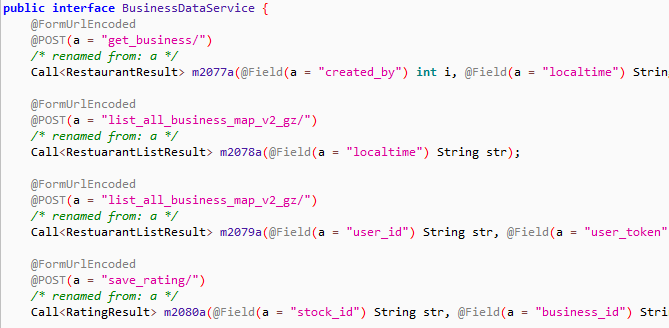 public interface BusinessDataService {
@FormUrlEncoded
@POST(a = "get_business/")
/* renamed from: a */
Call<RestaurantResult> m2077a(@Field(a = "created_by") int i, @Field(a = "localtime") Strin
@FormUrlEncoded
@POST(a = "list_all_business_map_v2_gz/")
/* renamed from: a */
Call<RestuarantListResult> m2078a(@Field(a = "localtime") String str);
@FormUrlEncoded
@POST(a = "list_all_business_map_v2_gz/")
/* renamed from: a */
Call<RestuarantListResult> m2079a(@Field(a = "user_id") String str, @Field(a = "user_token"
@FormUrlEncoded
@POST(a = "save_rating/")
/* renamed from: a */
Call<RatingResult> m2080a(@Field(a = "stock_id") String str, @Field(a = "business_id") Stri